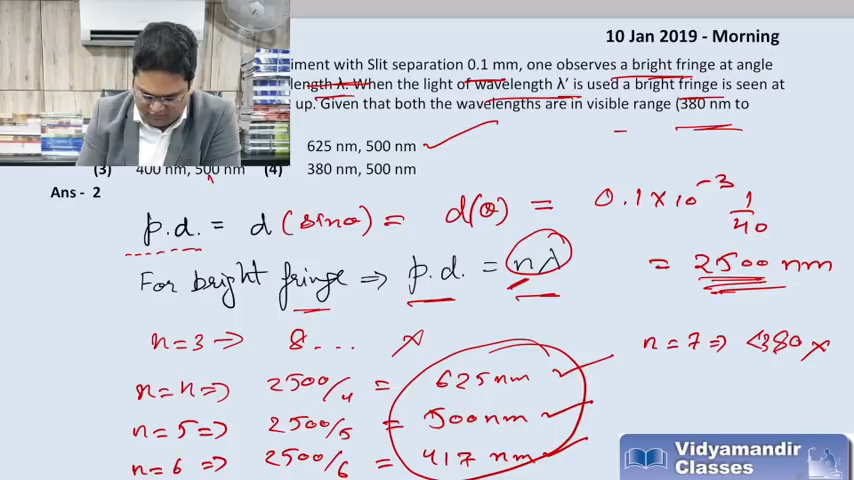 10 Jan 2019 - Morning
iment with Slit separation 0.1 mm, one observes a bright fringe at angle
length λ. When the light of wavelength λ' is used a bright fringe is seen at
up. Given that both the wavelengths are in visible range (380 nm to
625 nm, 500 nm
(3) 400 nm, 500 nm (4) 380 nm, 500 nm
Ans - 2
p.d. = d (sinθ) = d(θ) = 0.1 × 10⁻³ 1/40
= 2500 nm
For bright fringe ⇒ p.d. = nλ
n=3 → 8... ×
n = 7 ⇒ <380 ×
n=4 ⇒ 2500/4 = 625nm
n=5 ⇒ 2500/5 = 500nm
n=6 ⇒ 2500/6 = 417 nm
Vidyamandir
Classes